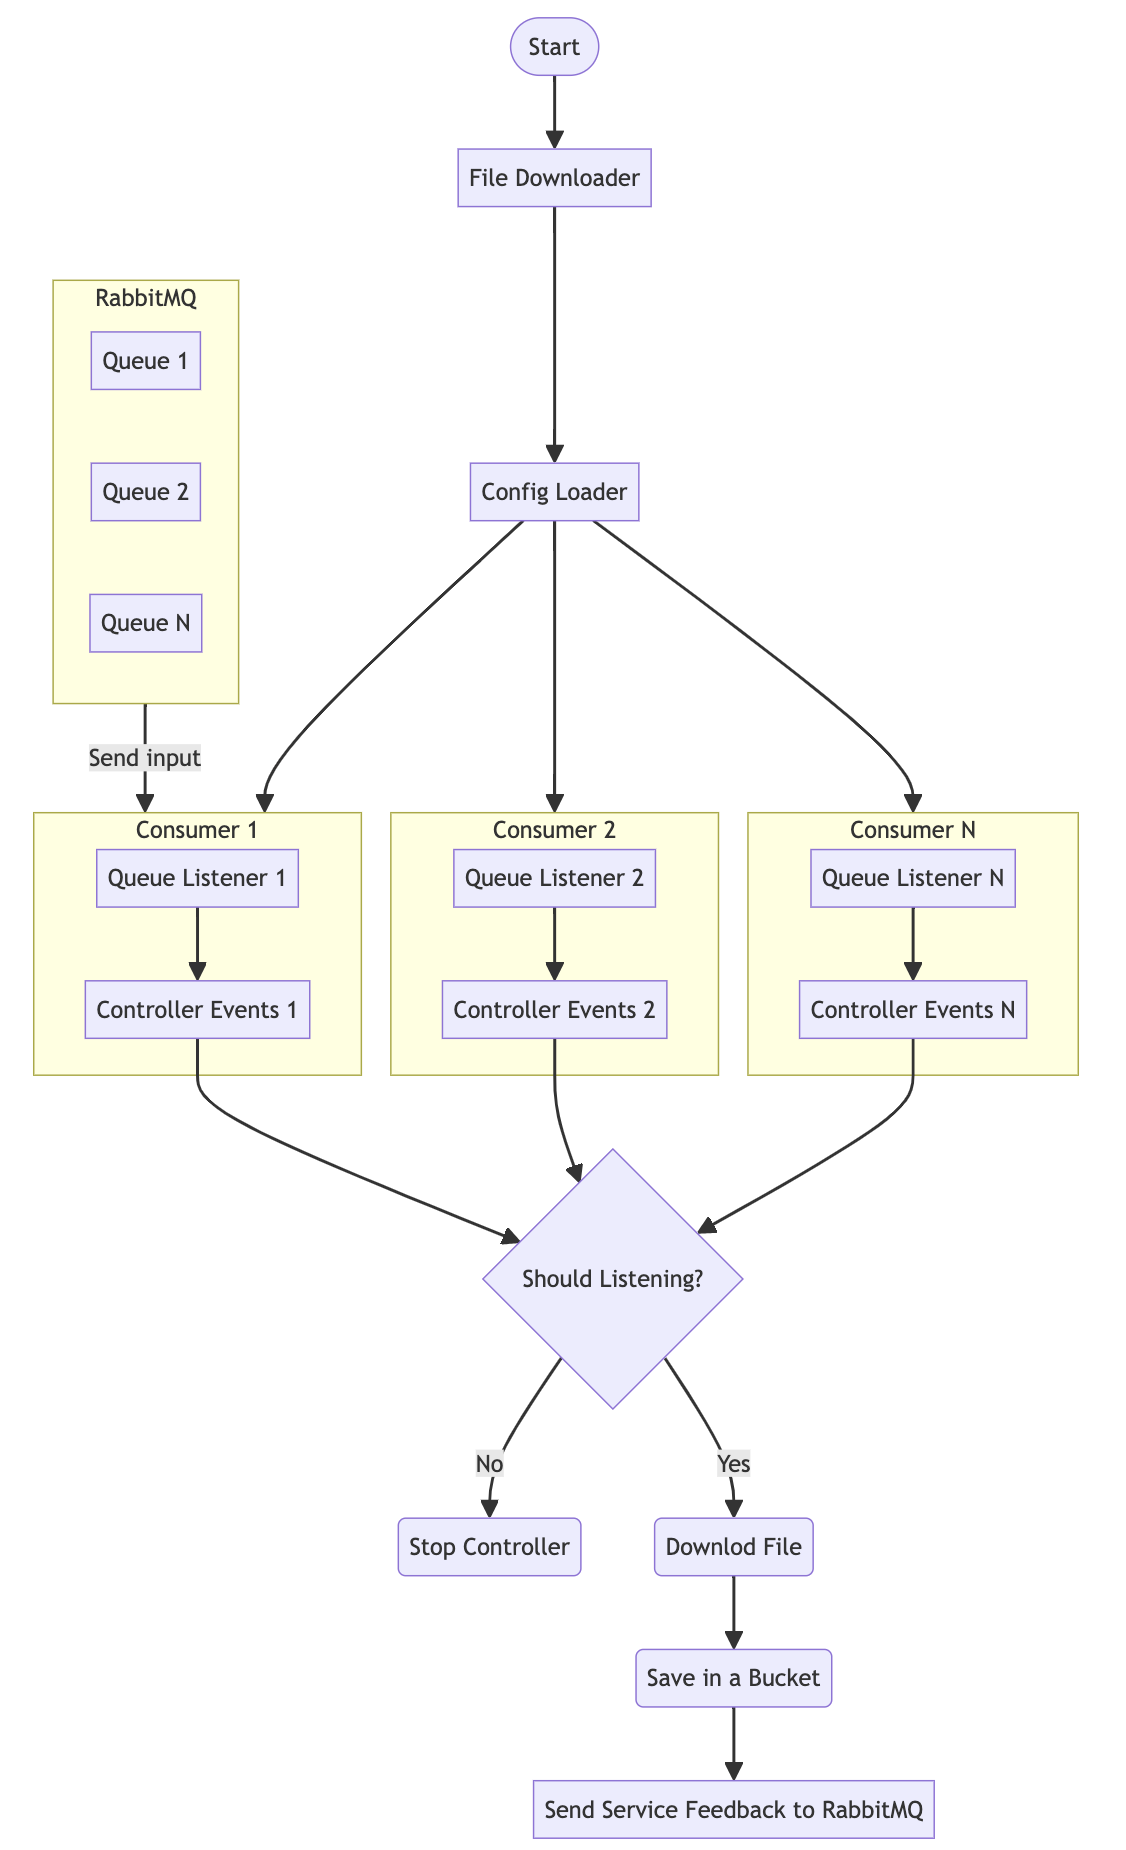 Start
File Downloader
RabbitMQ
Queue 1
Queue 2
Queue N
Config Loader
Send input
Consumer 1
Queue Listener 1
Controller Events 1
Consumer 2
Queue Listener 2
Controller Events 2
Consumer N
Queue Listener N
Controller Events N
Should Listening?
No
Yes
Stop Controller
Downlod File
Save in a Bucket
Send Service Feedback to RabbitMQ